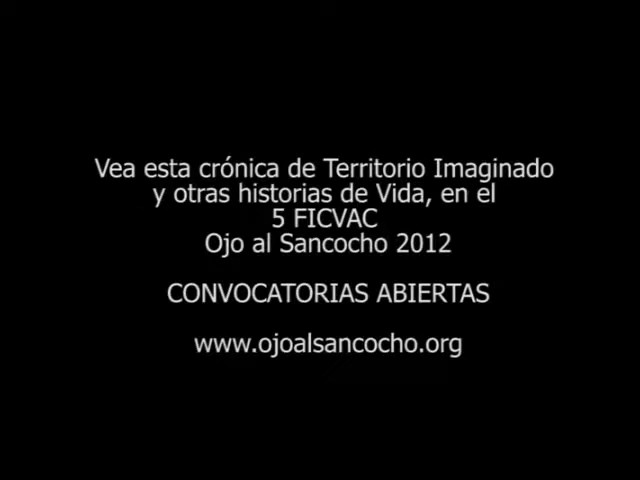 Vea esta crónica de Territorio Imaginado
y otras historias de Vida, en el
5 FICVAC
Ojo al Sancocho 2012
CONVOCATORIAS ABIERTAS
www.ojoalsancocho.org